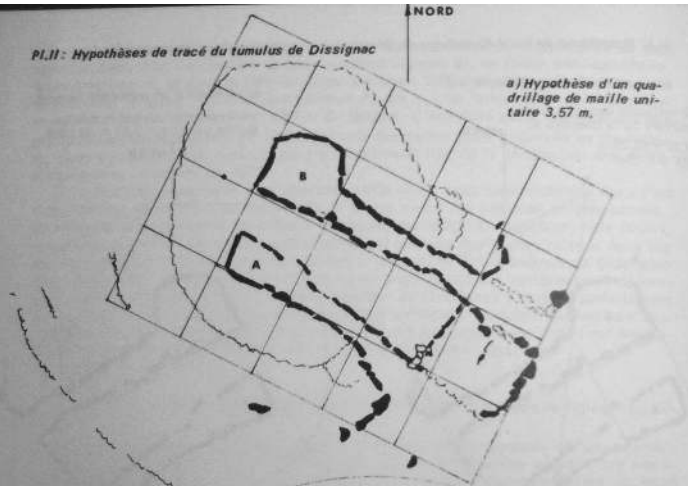 NORD
Pl.II: Hypothèses de tracé du tumulus de Dissignac
a) Hypothèse d'un qua-
drillage de maille uni-
taire 3,57 m.
B
A